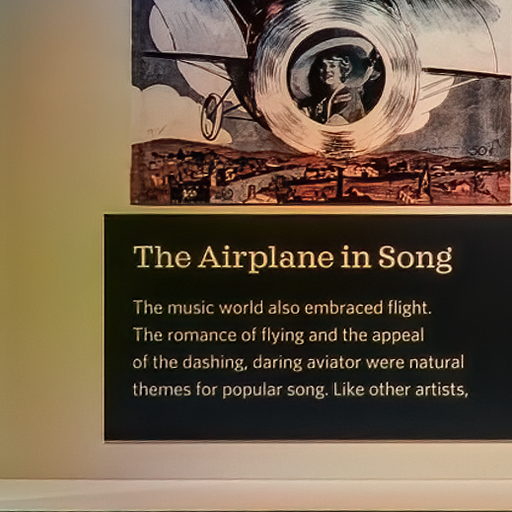 The Airplane in Song
The music world also embraced flight.
The romance of flying and the appeal
of the dashing, daring aviator were natural
themes for popular song. Like other artists,